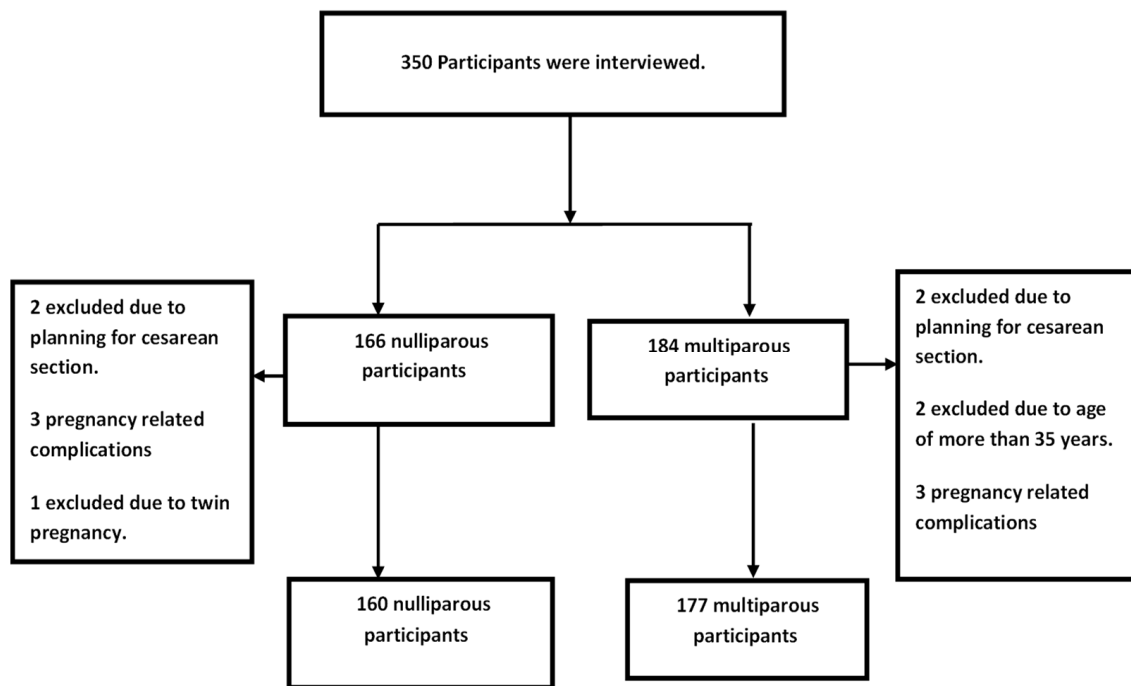 350 Participants were interviewed.
2 excluded due to
planning for cesarean
section.
3 pregnancy related
complications
1 excluded due to twin
pregnancy.
166 nulliparous
participants
184 multiparous
participants
2 excluded due to
planning for cesarean
section.
2 excluded due to age
of more than 35 years.
3 pregnancy related
complications
160 nulliparous
participants
177 multiparous
participants